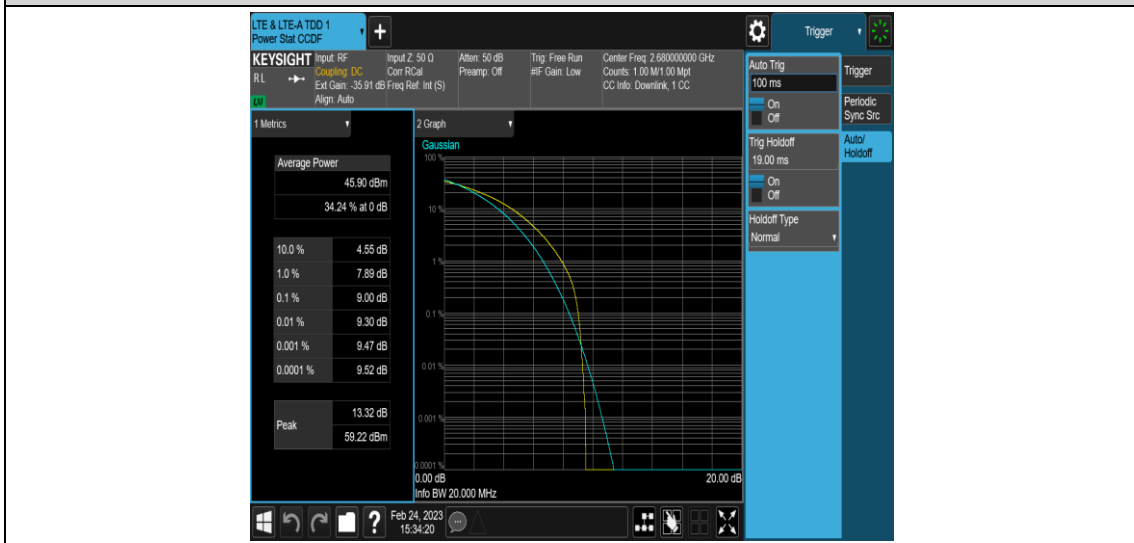 LTE & LTE-A TDD 1
Power Stat CCDF
+
Trigger
KEYSIGHT
RL
LXI
Input: RF
Coupling: DC
Ext Gain: -35.91 dB
Align: Auto
Input Z: 50 Ω
Corr RCal
Freq Ref: Int (S)
Atten: 50 dB
Preamp: Off
Trig: Free Run
#IF Gain: Low
Center Freq: 2.680000000 GHz
Counts: 1.00 M/1.00 Mpt
CC Info: Downlink, 1 CC
1 Metrics
Average Power
45.90 dBm
34.24 % at 0 dB
10.0 % 4.55 dB
1.0 % 7.89 dB
0.1 % 9.00 dB
0.01 % 9.30 dB
0.001 % 9.47 dB
0.0001 % 9.52 dB
Peak
13.32 dB
59.22 dBm
2 Graph
Gaussian
100 %
10 %
1 %
0.1 %
0.01 %
0.001 %
0.0001 %
0.00 dB 20.00 dB
Info BW 20.000 MHz
Auto Trig
100 ms
On
Off
Trig Holdoff
19.00 ms
On
Off
Holdoff Type
Normal
Trigger
Periodic
Sync Src
Auto/
Holdoff
?
Feb 24, 2023
15:34:20